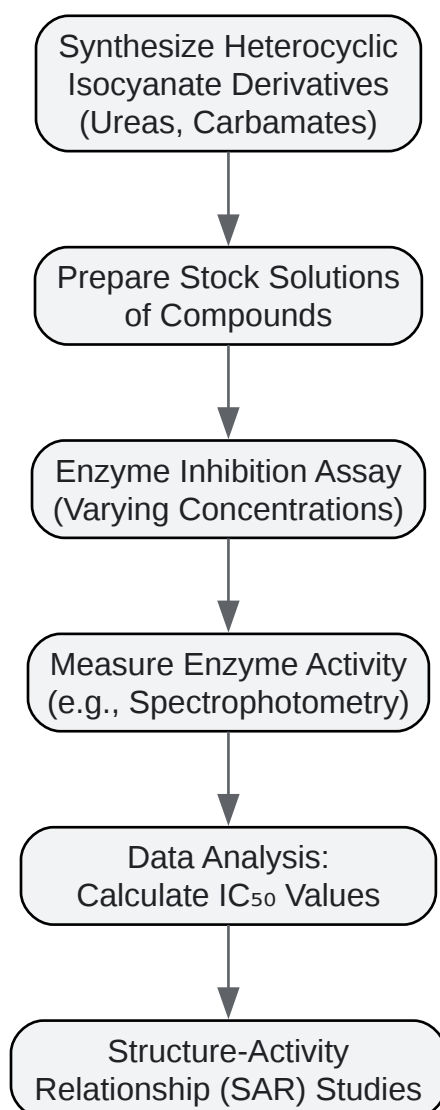 Synthesize Heterocyclic
Isocyanate Derivatives
(Ureas, Carbamates)
Prepare Stock Solutions
of Compounds
Enzyme Inhibition Assay
(Varying Concentrations)
Measure Enzyme Activity
(e.g., Spectrophotometry)
Data Analysis:
Calculate IC₅₀ Values
Structure-Activity
Relationship (SAR) Studies